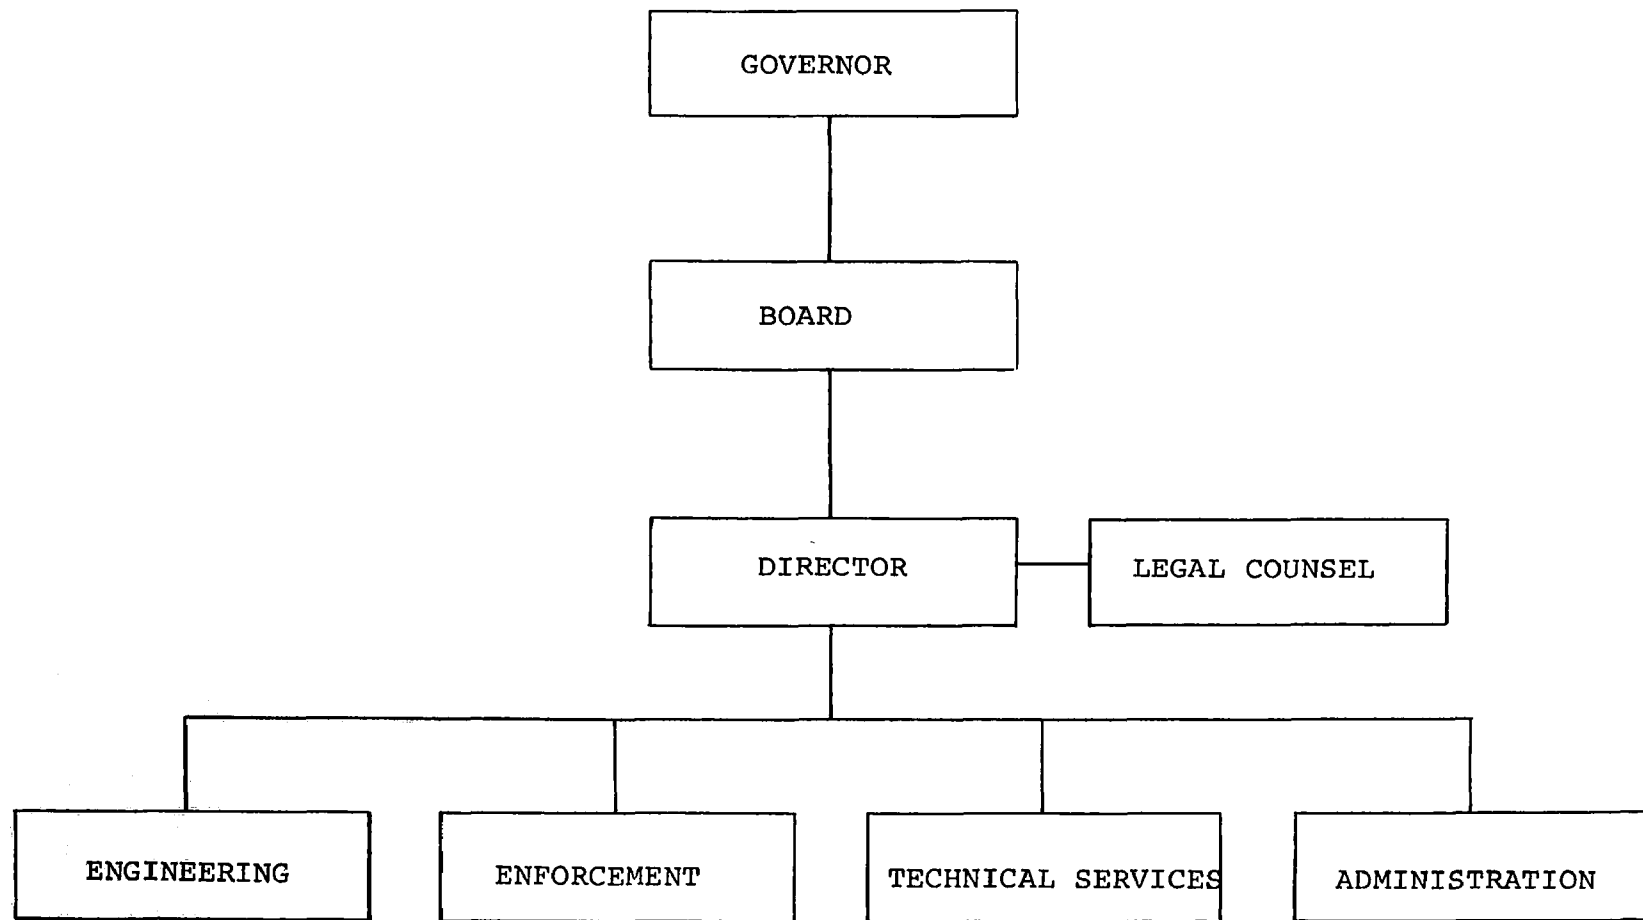 GOVERNOR
BOARD
DIRECTOR
LEGAL COUNSEL
ENGINEERING
ENFORCEMENT
TECHNICAL SERVICES
ADMINISTRATION